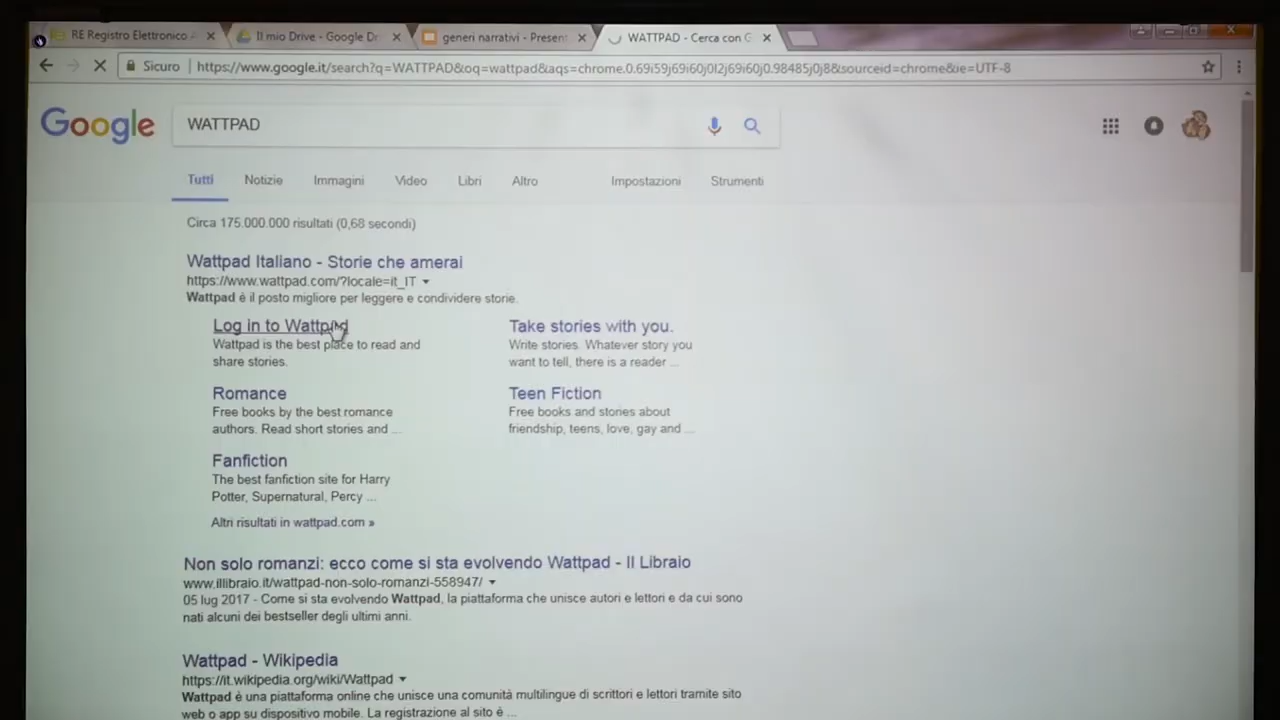 RE Registro Elettronico
Il mio Drive - Google Dr
generi narrativi - Present
WATTPAD - Cerca con G
Sicuro
https://www.google.it/search?q=WATTPAD&oq=wattpad&aqs=chrome.0.69i59j69i60j0l2j69i60j0.98485j0j8&sourceid=chrome&ie=UTF-8
Google
WATTPAD
Tutti
Notizie
Immagini
Video
Libri
Altro
Impostazioni
Strumenti
Circa 175.000.000 risultati (0,68 secondi)
Wattpad Italiano - Storie che amerai
https://www.wattpad.com/?locale=it_IT
Wattpad è il posto migliore per leggere e condividere storie.
Log in to Wattpad
Wattpad is the best place to read and
share stories.
Take stories with you.
Write stories. Whatever story you
want to tell, there is a reader ...
Romance
Free books by the best romance
authors. Read short stories and ...
Teen Fiction
Free books and stories about
friendship, teens, love, gay and ...
Fanfiction
The best fanfiction site for Harry
Potter, Supernatural, Percy ...
Altri risultati in wattpad.com »
Non solo romanzi: ecco come si sta evolvendo Wattpad - Il Libraio
www.illibraio.it/wattpad-non-solo-romanzi-558947/
05 lug 2017 - Come si sta evolvendo Wattpad, la piattaforma che unisce autori e lettori e da cui sono
nati alcuni dei bestseller degli ultimi anni.
Wattpad - Wikipedia
https://it.wikipedia.org/wiki/Wattpad
Wattpad è una piattaforma online che unisce una comunità multilingue di scrittori e lettori tramite sito
web o app su dispositivo mobile. La registrazione al sito è ...